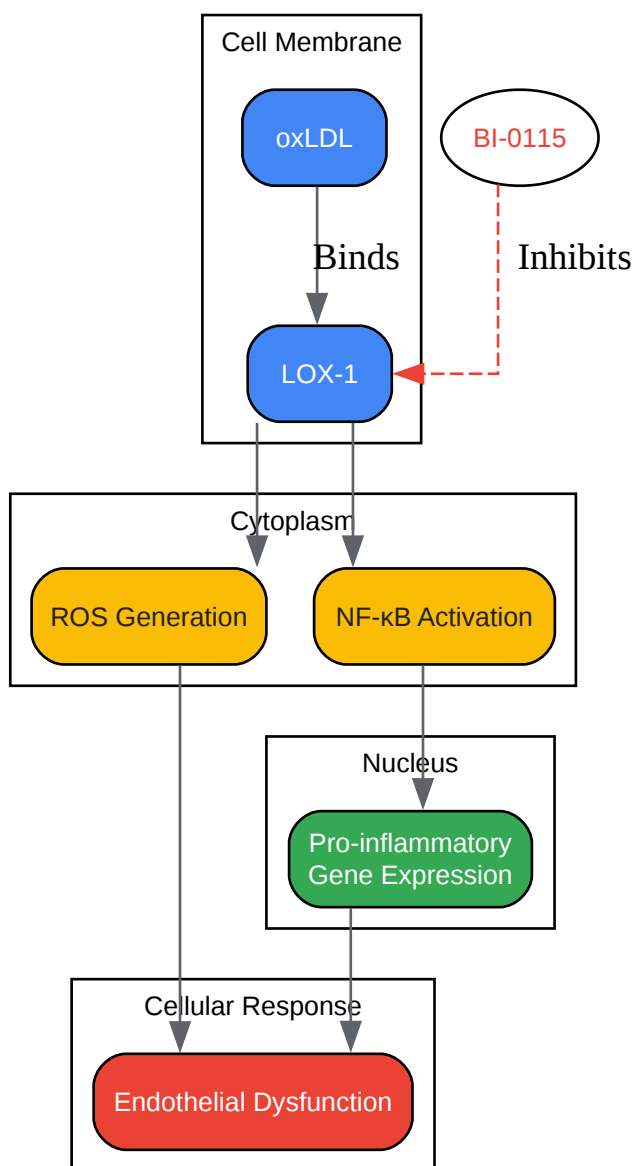 Cell Membrane
oxLDL
BI-0115
Binds
Inhibits
LOX-1
Cytoplasm
ROS Generation
NF-κB Activation
Nucleus
Pro-inflammatory
Gene Expression
Cellular Response
Endothelial Dysfunction